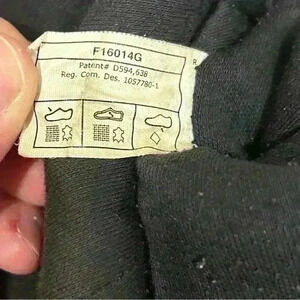 F16014G
Patent# D594,638
Reg. Com. Des. 1057780-1
R